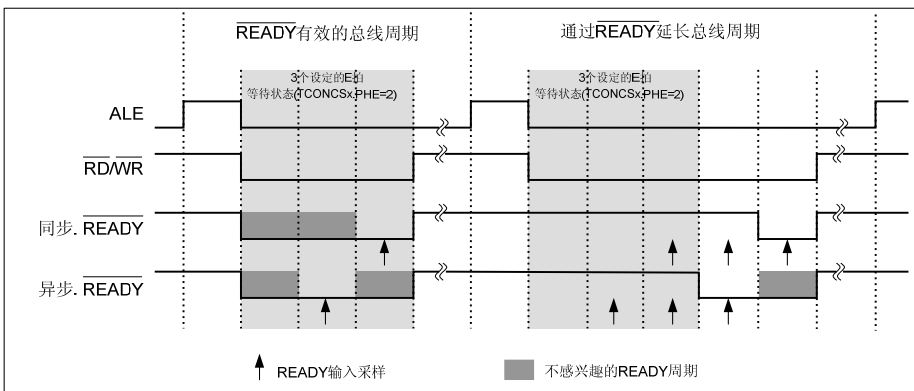 READY有效的总线周期
通过READY延长总线周期
3个设定的E拍
等待状态(TCONCSx.PHE=2)
3个设定的E拍
等待状态(TCONCSx.PHE=2)
ALE
RD/WR
同步. READY
异步. READY
READY输入采样
不感兴趣的READY周期